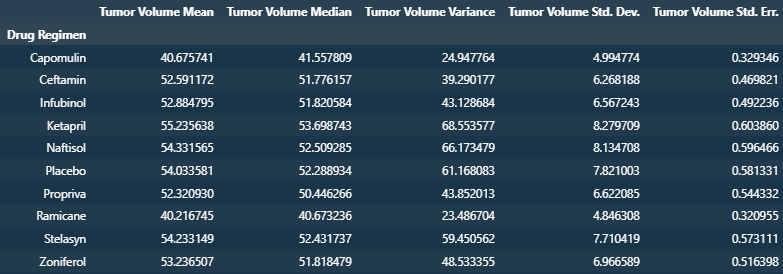 Tumor Volume Mean Tumor Volume Median Tumor Volume Variance Tumor Volume Std. Dev. Tumor Volume Std. Err.
Drug Regimen
Capomulin 40.675741 41.557809 24.947764 4.994774 0.329346
Ceftamin 52.591172 51.776157 39.290177 6.268188 0.469821
Infubinol 52.884795 51.820584 43.128684 6.567243 0.492236
Ketapril 55.235638 53.698743 68.553577 8.279709 0.603860
Naftisol 54.331565 52.509285 66.173479 8.134708 0.596466
Placebo 54.033581 52.288934 61.168083 7.821003 0.581331
Propriva 52.320930 50.446266 43.852013 6.622085 0.544332
Ramicane 40.216745 40.673236 23.486704 4.846308 0.320955
Stelasyn 54.233149 52.431737 59.450562 7.710419 0.573111
Zoniferol 53.236507 51.818479 48.533355 6.966589 0.516398